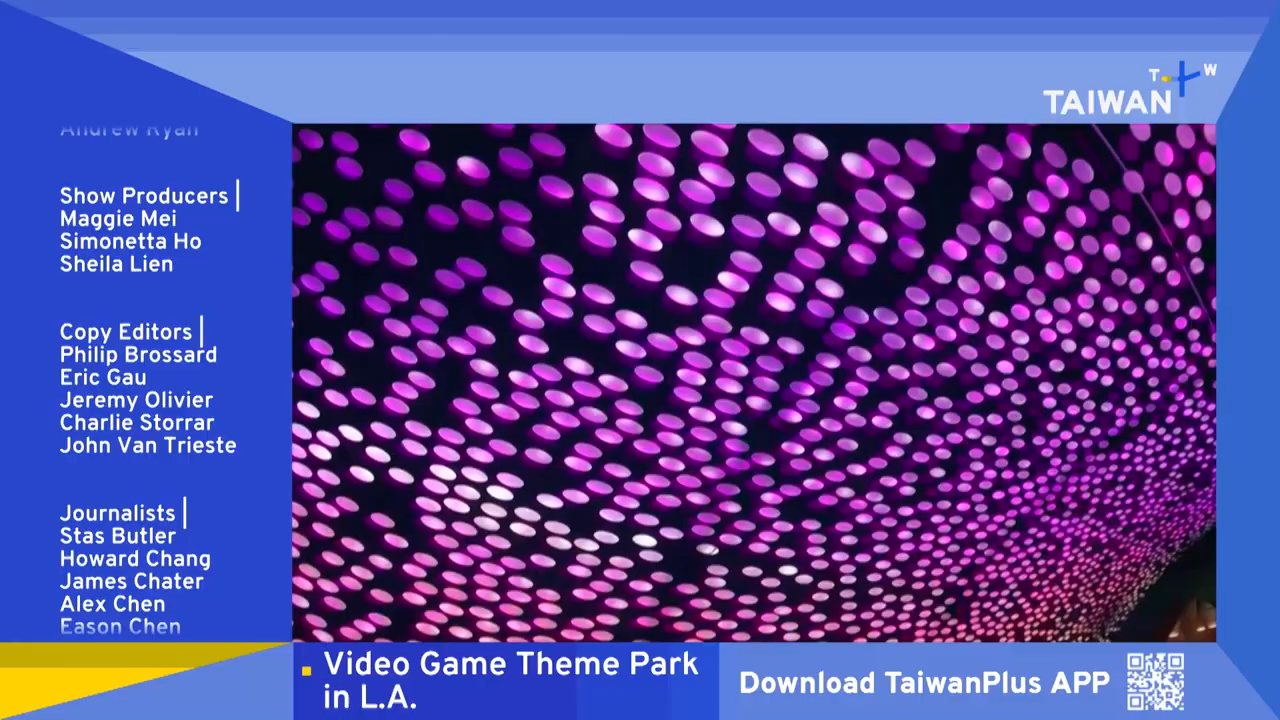 T W
TAIWAN
Andrew Ryan
Show Producers |
Maggie Mei
Simonetta Ho
Sheila Lien
Copy Editors |
Philip Brossard
Eric Gau
Jeremy Olivier
Charlie Storrar
John Van Trieste
Journalists |
Stas Butler
Howard Chang
James Chater
Alex Chen
Eason Chen
Video Game Theme Park
in L.A.
Download TaiwanPlus APP